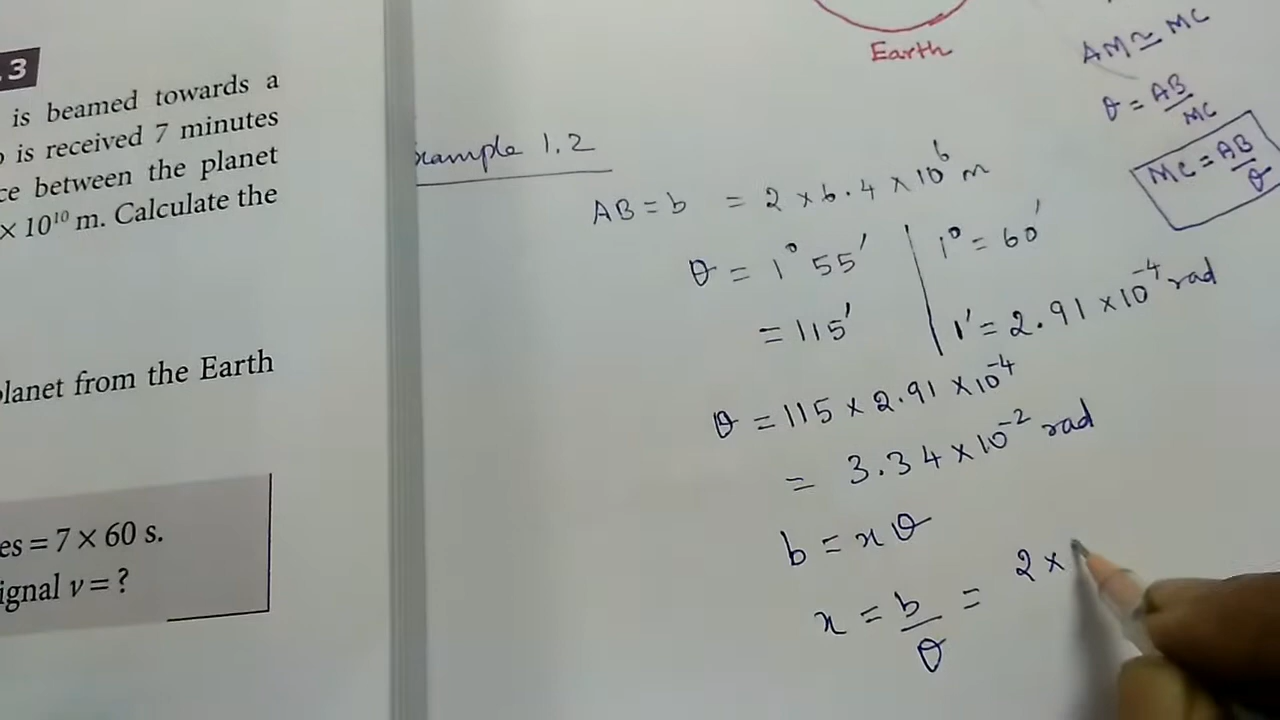 .3
is beamed towards a
is received 7 minutes
ce between the planet
× 10¹⁰ m. Calculate the
planet from the Earth
es = 7 × 60 s.
ignal v = ?
Earth
AM ≅ MC
θ = AB/MC
MC = AB/θ
xample 1.2
AB = b = 2 × 6.4 × 10⁶ m
θ = 1° 55′ | 1° = 60′
= 115′ | 1′ = 2.91 × 10⁻⁴ rad
θ = 115 × 2.91 × 10⁻⁴
= 3.34 × 10⁻² rad
b = x θ
x = b/θ = 2 ×